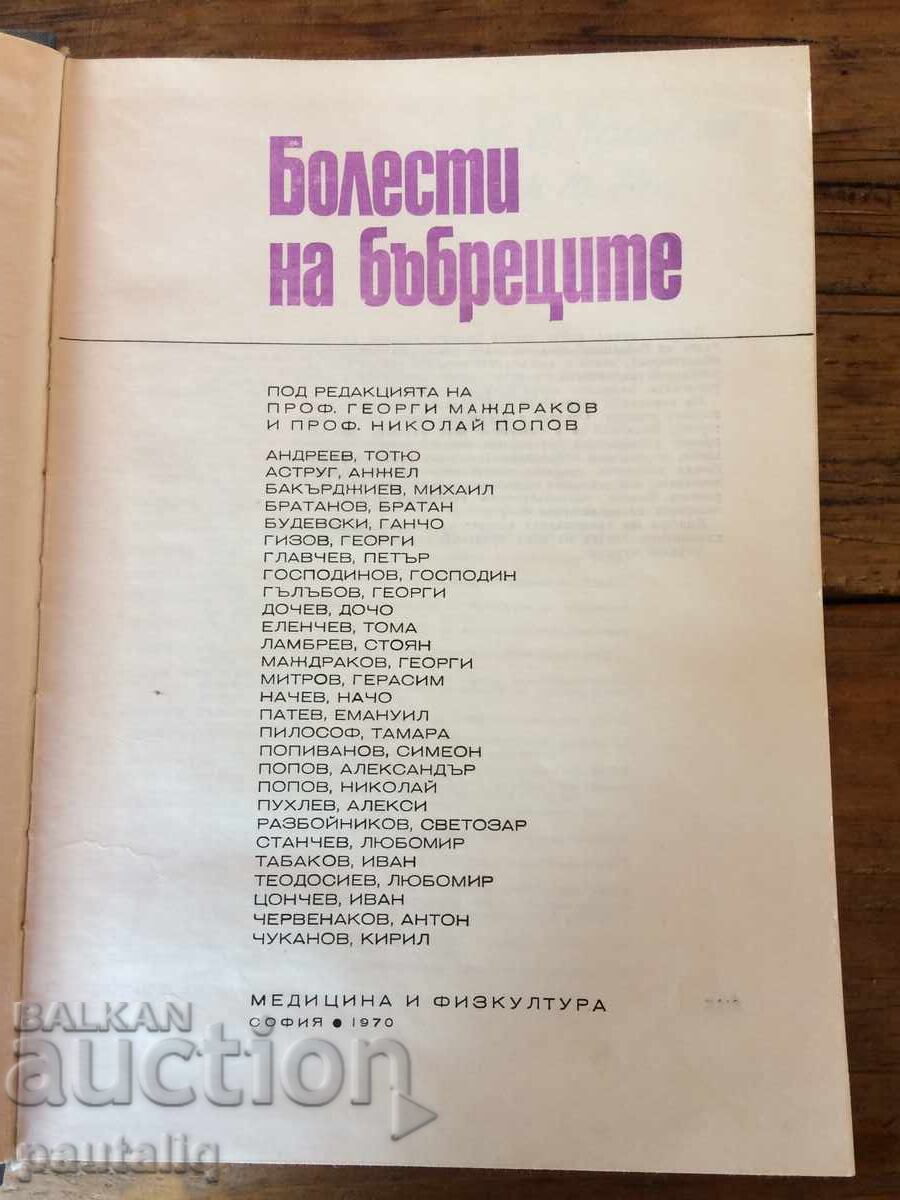 Болести
на бъбреците
ПОД РЕДАКЦИЯТА НА
ПРОФ. ГЕОРГИ МАЖДРАКОВ
И ПРОФ. НИКОЛАЙ ПОПОВ
АНДРЕЕВ, ТОТЮ
АСТРУГ, АНЖЕЛ
БАКЪРДЖИЕВ, МИХАИЛ
БРАТАНОВ, БРАТАН
БУДЕВСКИ, ГАНЧО
ГИЗОВ, ГЕОРГИ
ГЛАВЧЕВ, ПЕТЪР
ГОСПОДИНОВ, ГОСПОДИН
ГЪЛЪБОВ, ГЕОРГИ
ДОЧЕВ, ДОЧО
ЕЛЕНЧЕВ, ТОМА
ЛАМБРЕВ, СТОЯН
МАЖДРАКОВ, ГЕОРГИ
МИТРОВ, ГЕРАСИМ
НАЧЕВ, НАЧО
ПАТЕВ, ЕМАНУИЛ
ПИЛОСОФ, ТАМАРА
ПОПИВАНОВ, СИМЕОН
ПОПОВ, АЛЕКСАНДЪР
ПОПОВ, НИКОЛАЙ
ПУХЛЕВ, АЛЕКСИ
РАЗБОЙНИКОВ, СВЕТОЗАР
СТАНЧЕВ, ЛЮБОМИР
ТАБАКОВ, ИВАН
ТЕОДОСИЕВ, ЛЮБОМИР
ЦОНЧЕВ, ИВАН
ЧЕРВЕНАКОВ, АНТОН
ЧУКАНОВ, КИРИЛ
МЕДИЦИНА И ФИЗКУЛТУРА
СОФИЯ ● 1970
BALKAN
auction
pautalig